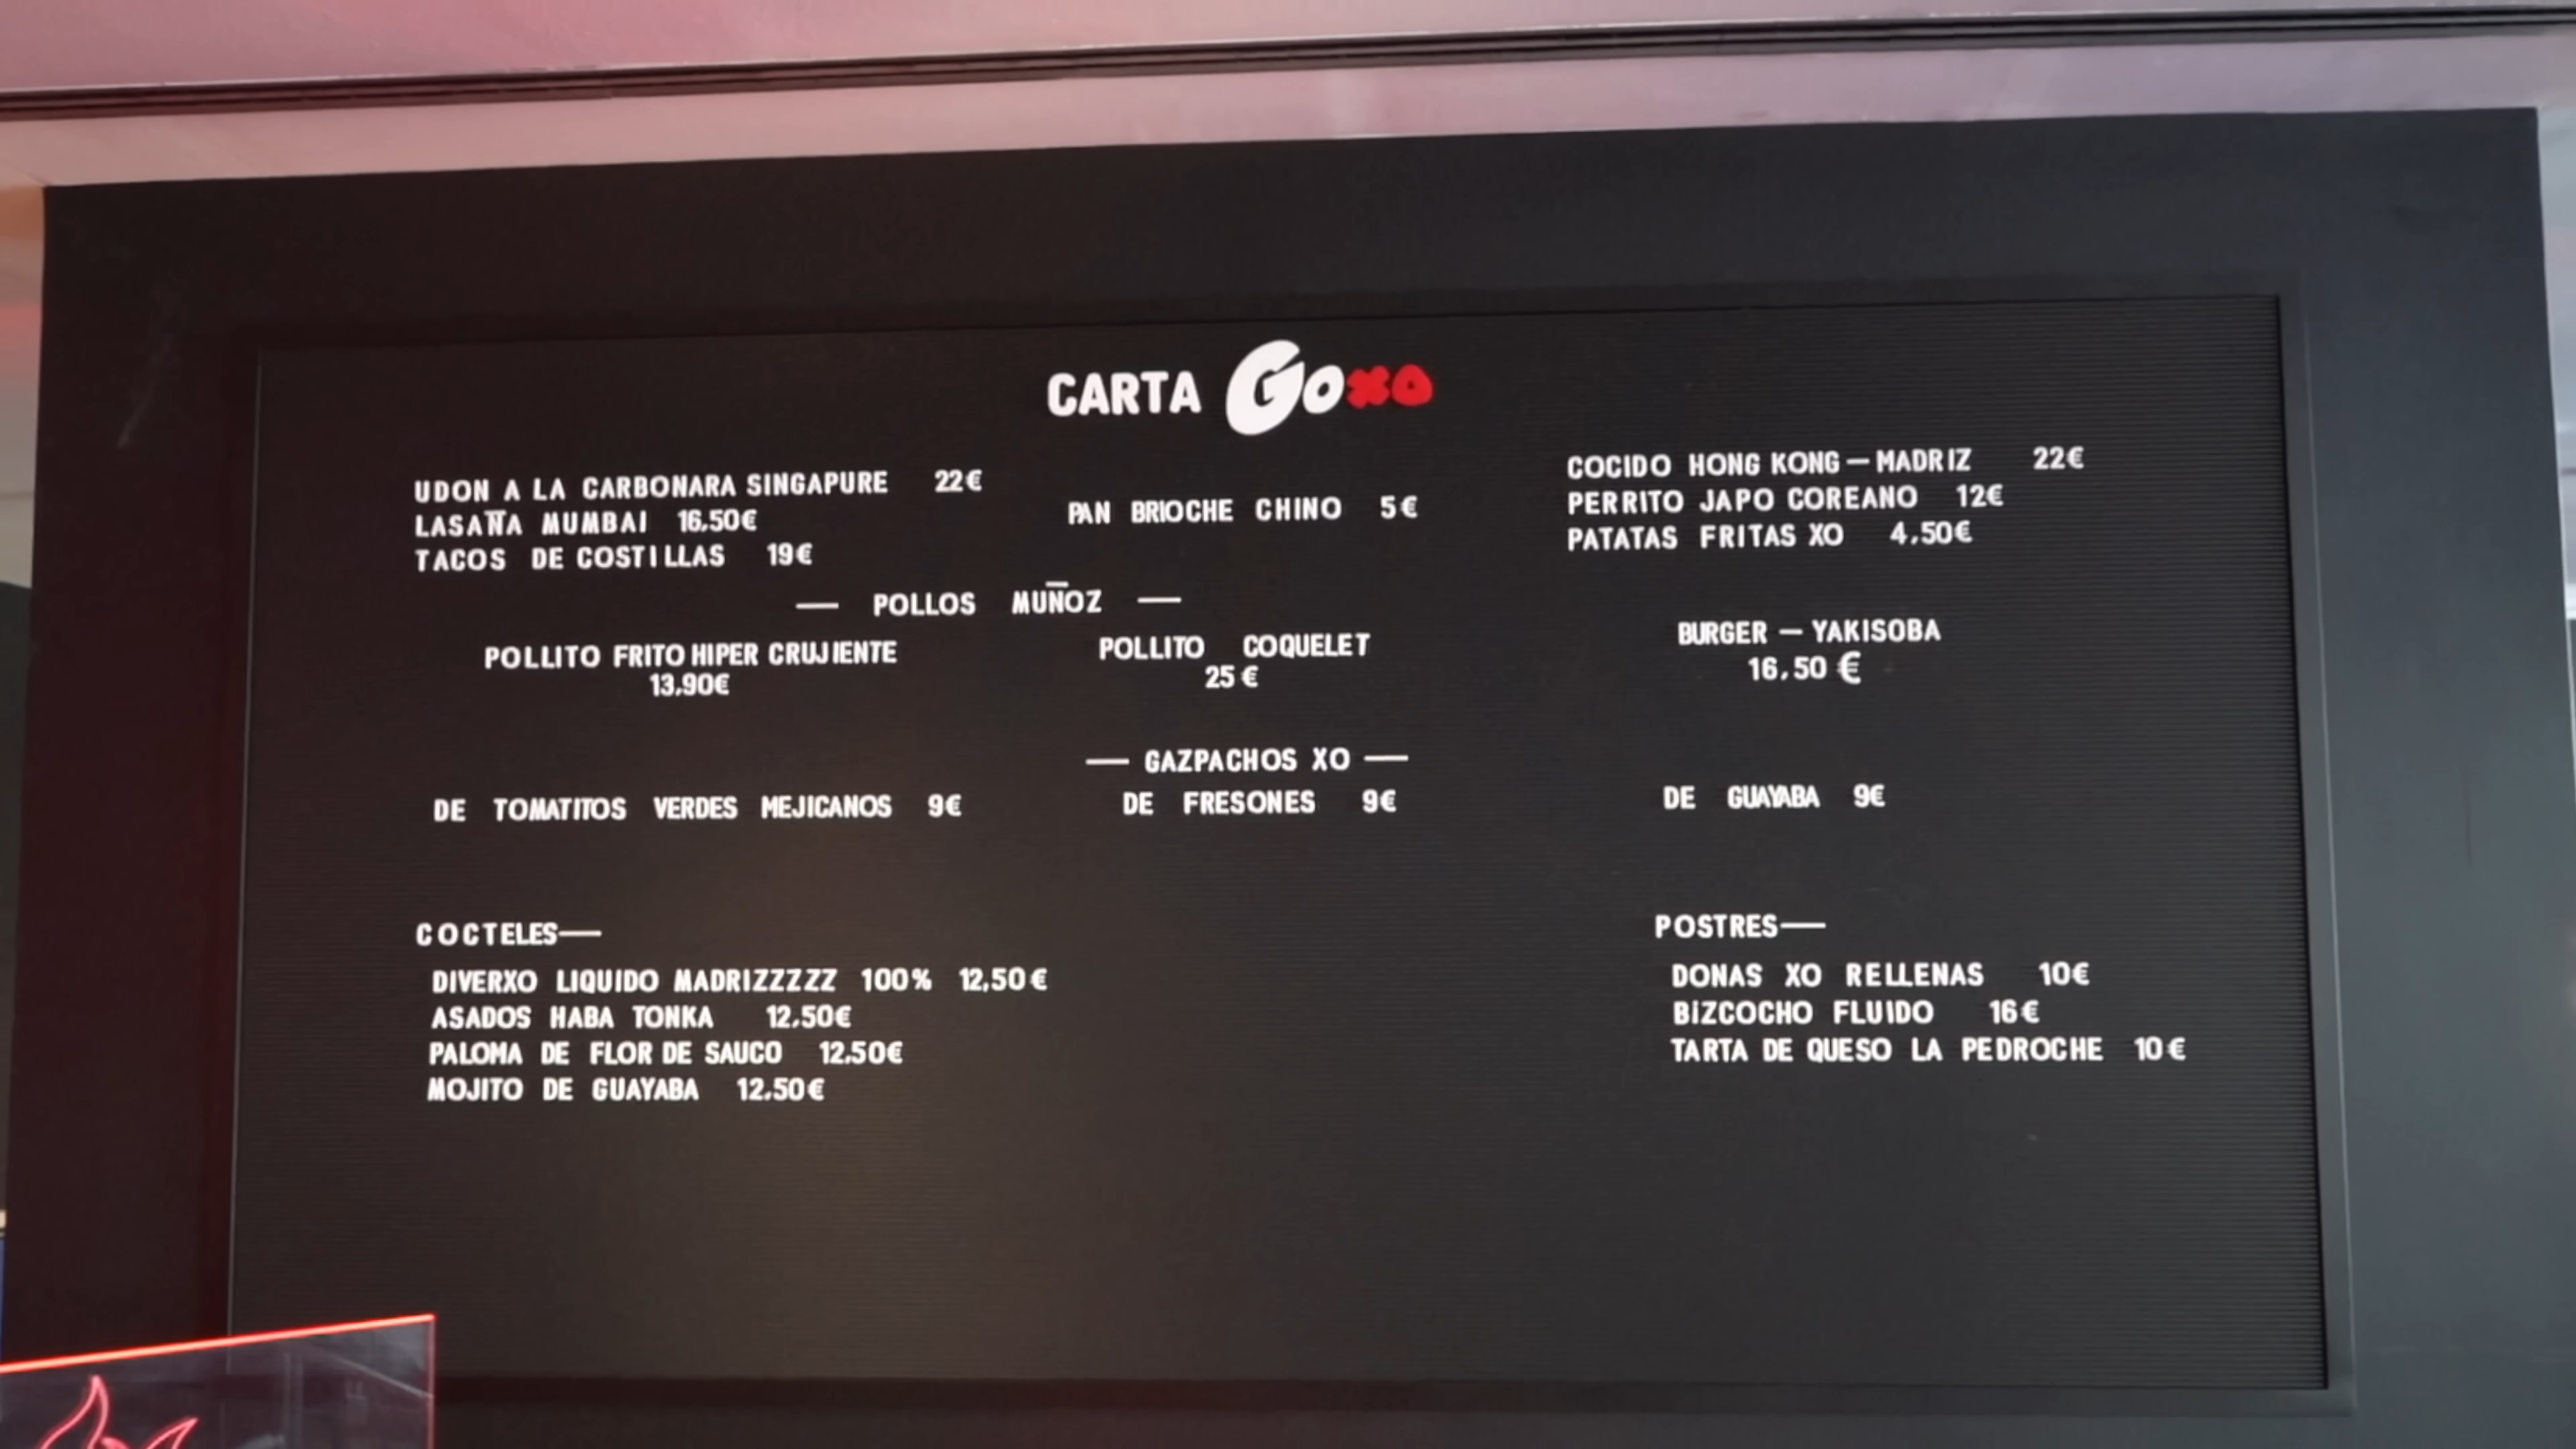 CARTA GOXO
UDON A LA CARBONARA SINGAPURE 22€
LASAÑA MUMBAI 16,50€
TACOS DE COSTILLAS 19€
PAN BRIOCHE CHINO 5€
COCIDO HONG KONG — MADRIZ 22€
PERRITO JAPO COREANO 12€
PATATAS FRITAS XO 4,50€
— POLLOS MUÑOZ —
POLLITO FRITO HIPER CRUJIENTE
13,90€
POLLITO COQUELET
25€
BURGER — YAKISOBA
16,50€
— GAZPACHOS XO —
DE TOMATITOS VERDES MEJICANOS 9€
DE FRESONES 9€
DE GUAYABA 9€
COCTELES—
DIVERXO LIQUIDO MADRIZZZZZ 100% 12,50€
ASADOS HABA TONKA 12,50€
PALOMA DE FLOR DE SAUCO 12,50€
MOJITO DE GUAYABA 12,50€
POSTRES—
DONAS XO RELLENAS 10€
BIZCOCHO FLUIDO 16€
TARTA DE QUESO LA PEDROCHE 10€